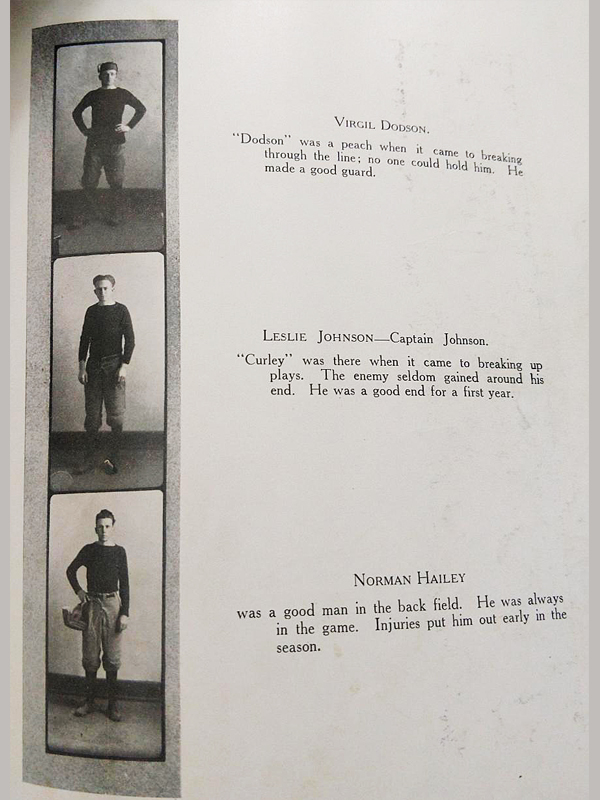 Virgil Dodson.
"Dodson" was a peach when it came to breaking
through the line; no one could hold him. He
made a good guard.
Leslie Johnson—Captain Johnson.
"Curley" was there when it came to breaking up
plays. The enemy seldom gained around his
end. He was a good end for a first year.
Norman Hailey
was a good man in the back field. He was always
in the game. Injuries put him out early in the
season.